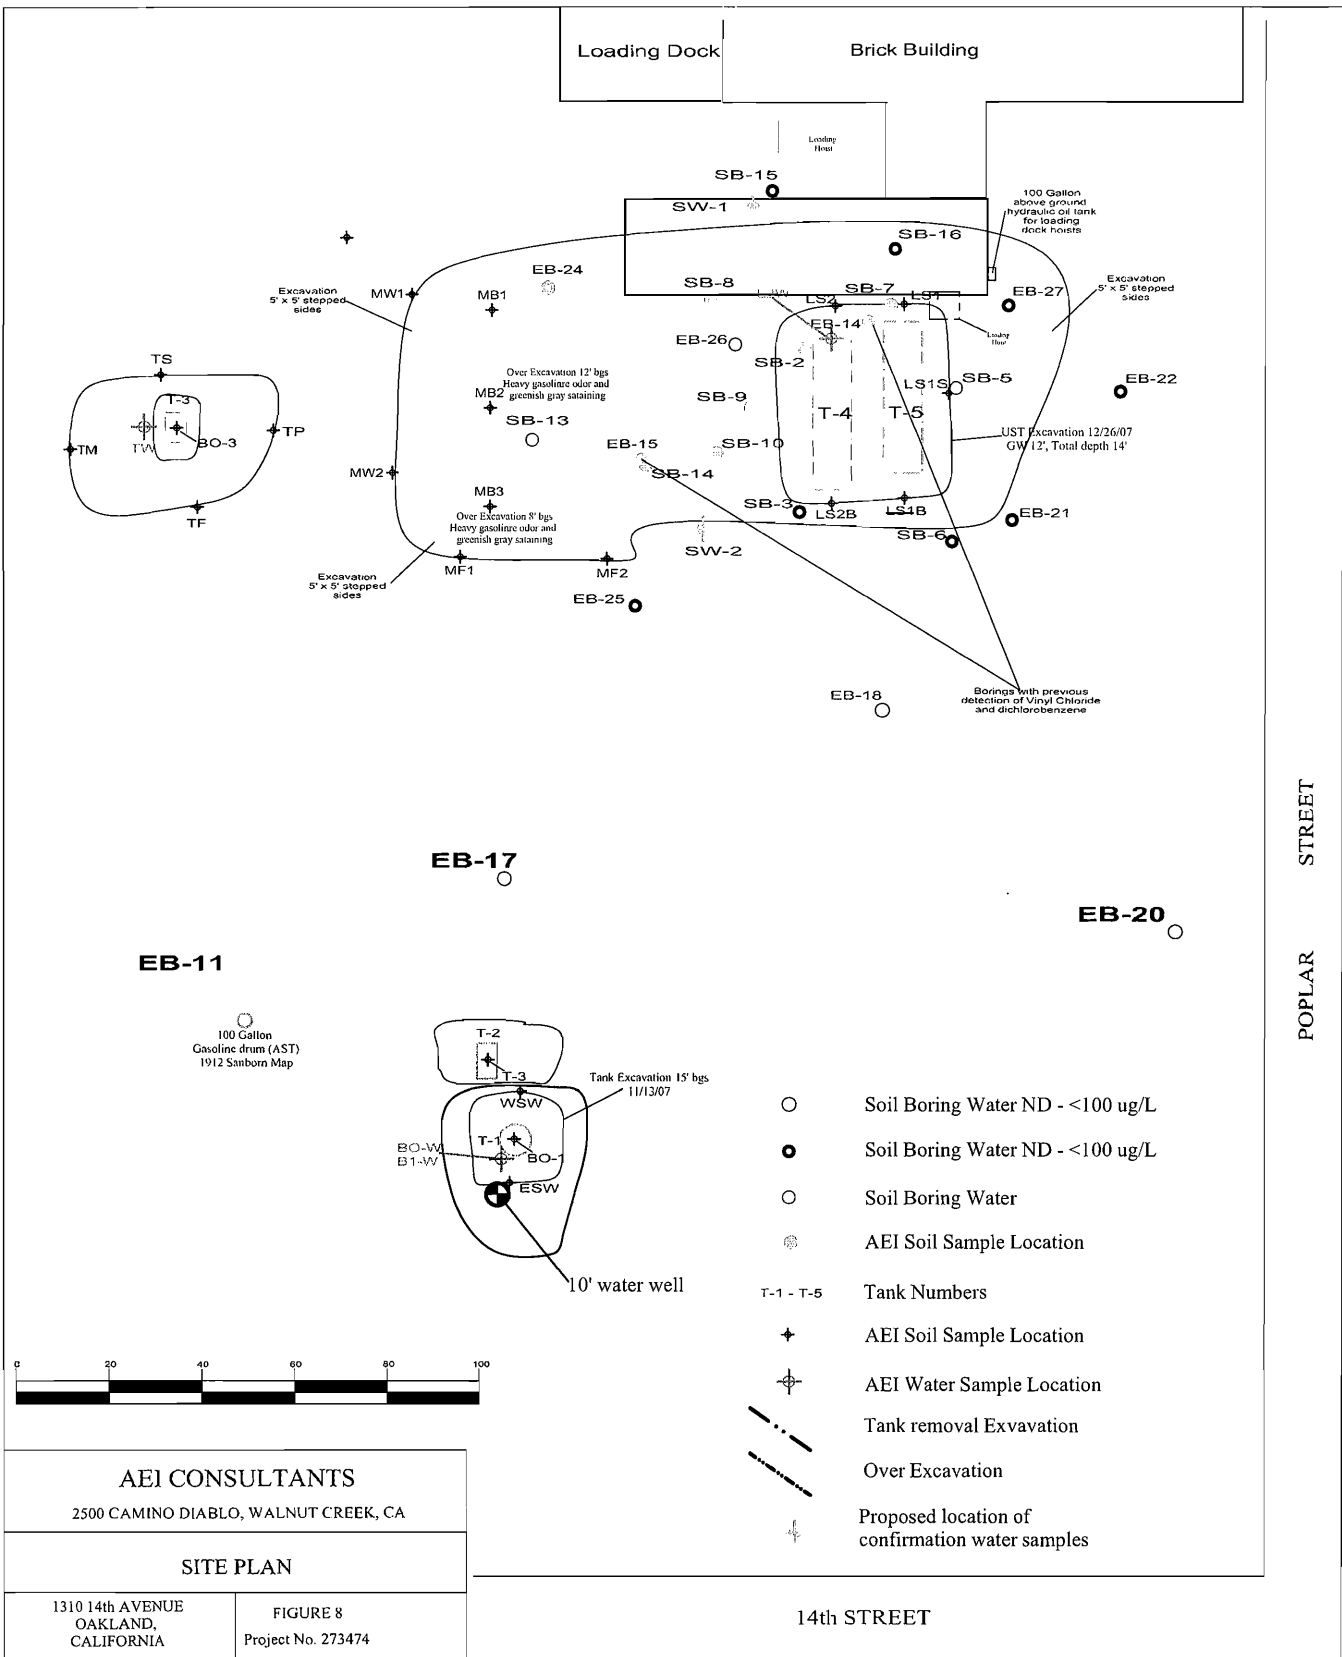 Loading Dock
Brick Building
Loading
Hoist
SB-15
SW-1
100 Gallon
above ground
hydraulic oil tank
for loading
dock hoists
SB-16
EB-24
SB-8
SB-7
LS2
LS1
EB-27
Excavation
5' x 5' stepped
sides
Excavation
5' x 5' stepped
sides
MW1
MB1
EB-14
EB-26
SB-2
Loading
Hoist
TS
Over Excavation 12' bgs
Heavy gasolinre odor and
greenish gray sataining
LS1S
SB-5
EB-22
T-3
MB2
SB-9
T-4
T-5
SB-13
TW
BO-3
TP
TM
EB-15
SB-10
UST Excavation 12/26/07
GW 12', Total depth 14'
MW2
SB-14
MB3
SB-3
LS2B
LS1B
EB-21
TF
Over Excavation 8' bgs
Heavy gasolinre odor and
greenish gray sataining
SB-6
SW-2
MF1
MF2
Excavation
5' x 5' stopped
sides
EB-25
EB-18
Borings with previous
detection of Vinyl Chloride
and dichlorobenzene
EB-17
EB-20
EB-11
100 Gallon
Gasoline drum (AST)
1912 Sanborn Map
T-2
T-3
Tank Excavation 15' bgs
11/13/07
WSW
T-1
BO-W
B1-W
BO-1
ESW
10' water well
POPLAR STREET
Soil Boring Water ND - <100 ug/L
Soil Boring Water ND - <100 ug/L
Soil Boring Water
AEI Soil Sample Location
T-1 - T-5 Tank Numbers
AEI Soil Sample Location
AEI Water Sample Location
Tank removal Exvavation
Over Excavation
Proposed location of
confirmation water samples
0 20 40 60 80 100
AEI CONSULTANTS
2500 CAMINO DIABLO, WALNUT CREEK, CA
SITE PLAN
1310 14th AVENUE
OAKLAND,
CALIFORNIA
FIGURE 8
Project No. 273474
14th STREET